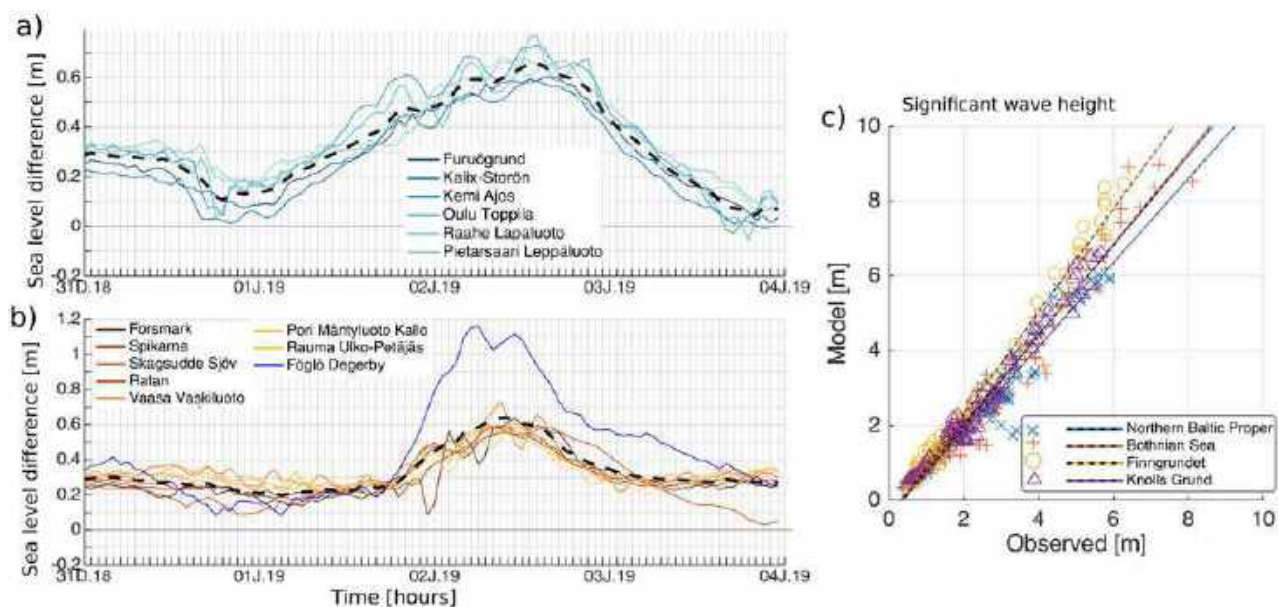 a)
Sea level difference [m]
0.6
0.4
0.2
0
-0.2
31D.18
01J.19
02J.19
03J.19
04J.19
Furuögrund
Kalix-Storön
Kemi Ajos
Oulu Toppila
Raahe Lapaluoto
Pietarsaari Leppäluoto
b)
Sea level difference [m]
1.2
1
0.8
0.6
0.4
0.2
0
-0.2
31D.18
01J.19
02J.19
03J.19
04J.19
Time [hours]
Forsmark
Spikarna
Skagsudde Sjöv
Ratan
Vaasa Vaskiluoto
Pori Mäntyluoto Kallo
Rauma Ulko-Petäjäs
Föglö Degerby
c)
Significant wave height
Model [m]
10
8
6
4
2
0
0
2
4
6
8
10
Observed [m]
Northern Baltic Proper
Bothnian Sea
Finngrundet
Knolls Grund